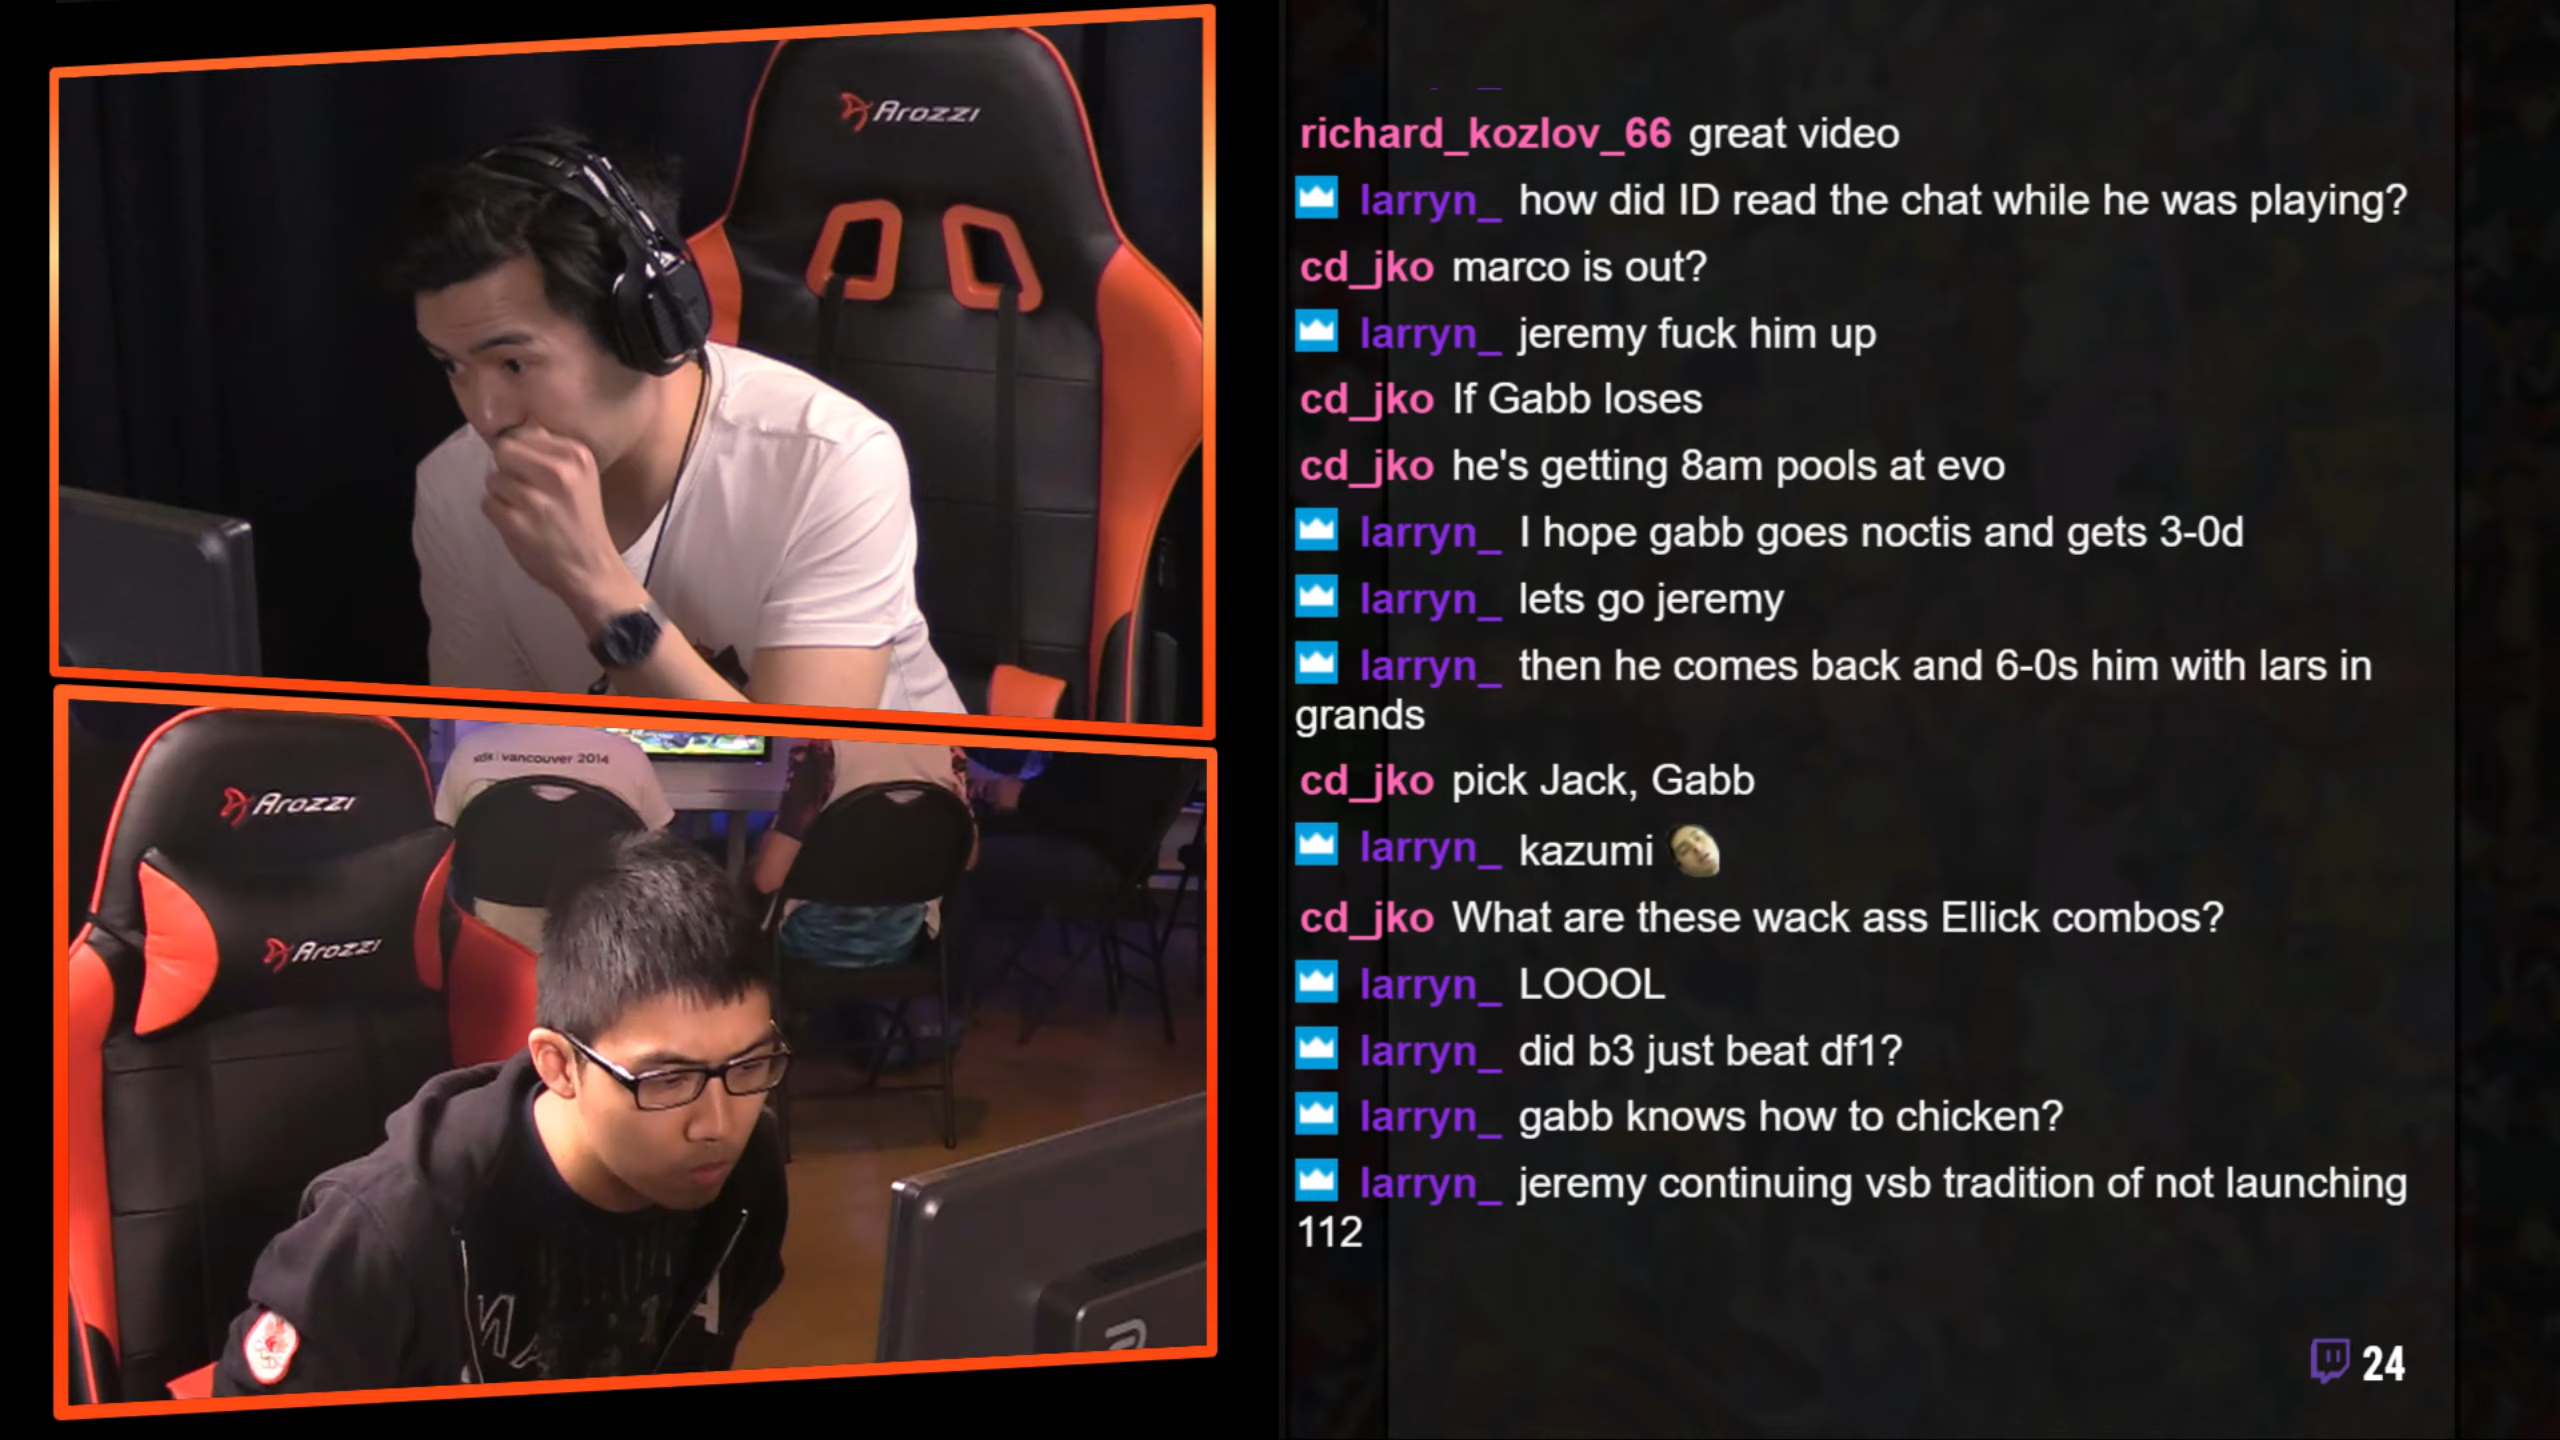 Arozzi
xdx | vancouver 2014
Arozzi
Arozzi
richard_kozlov_66 great video
larryn_ how did ID read the chat while he was playing?
cd_jko marco is out?
larryn_ jeremy fuck him up
cd_jko If Gabb loses
cd_jko he's getting 8am pools at evo
larryn_ I hope gabb goes noctis and gets 3-0d
larryn_ lets go jeremy
larryn_ then he comes back and 6-0s him with lars in
grands
cd_jko pick Jack, Gabb
larryn_ kazumi
cd_jko What are these wack ass Ellick combos?
larryn_ LOOOL
larryn_ did b3 just beat df1?
larryn_ gabb knows how to chicken?
larryn_ jeremy continuing vsb tradition of not launching
112
24